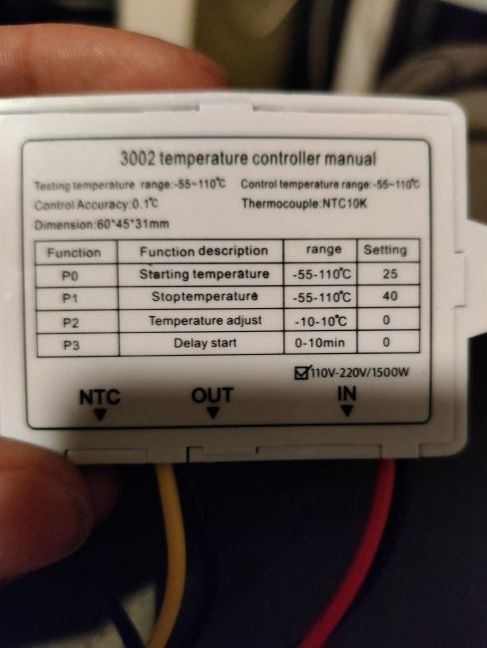 3002 temperature controller manual
Testing temperature range:-55~110℃ Control temperature range:-55~110℃
Control Accuracy:0.1℃ Thermocouple:NTC10K
Dimension:60*45*31mm
Function Function description range Setting
P0 Starting temperature -55-110℃ 25
P1 Stoptemperature -55-110℃ 40
P2 Temperature adjust -10-10℃ 0
P3 Delay start 0-10min 0
☑110V-220V/1500W
NTC OUT IN